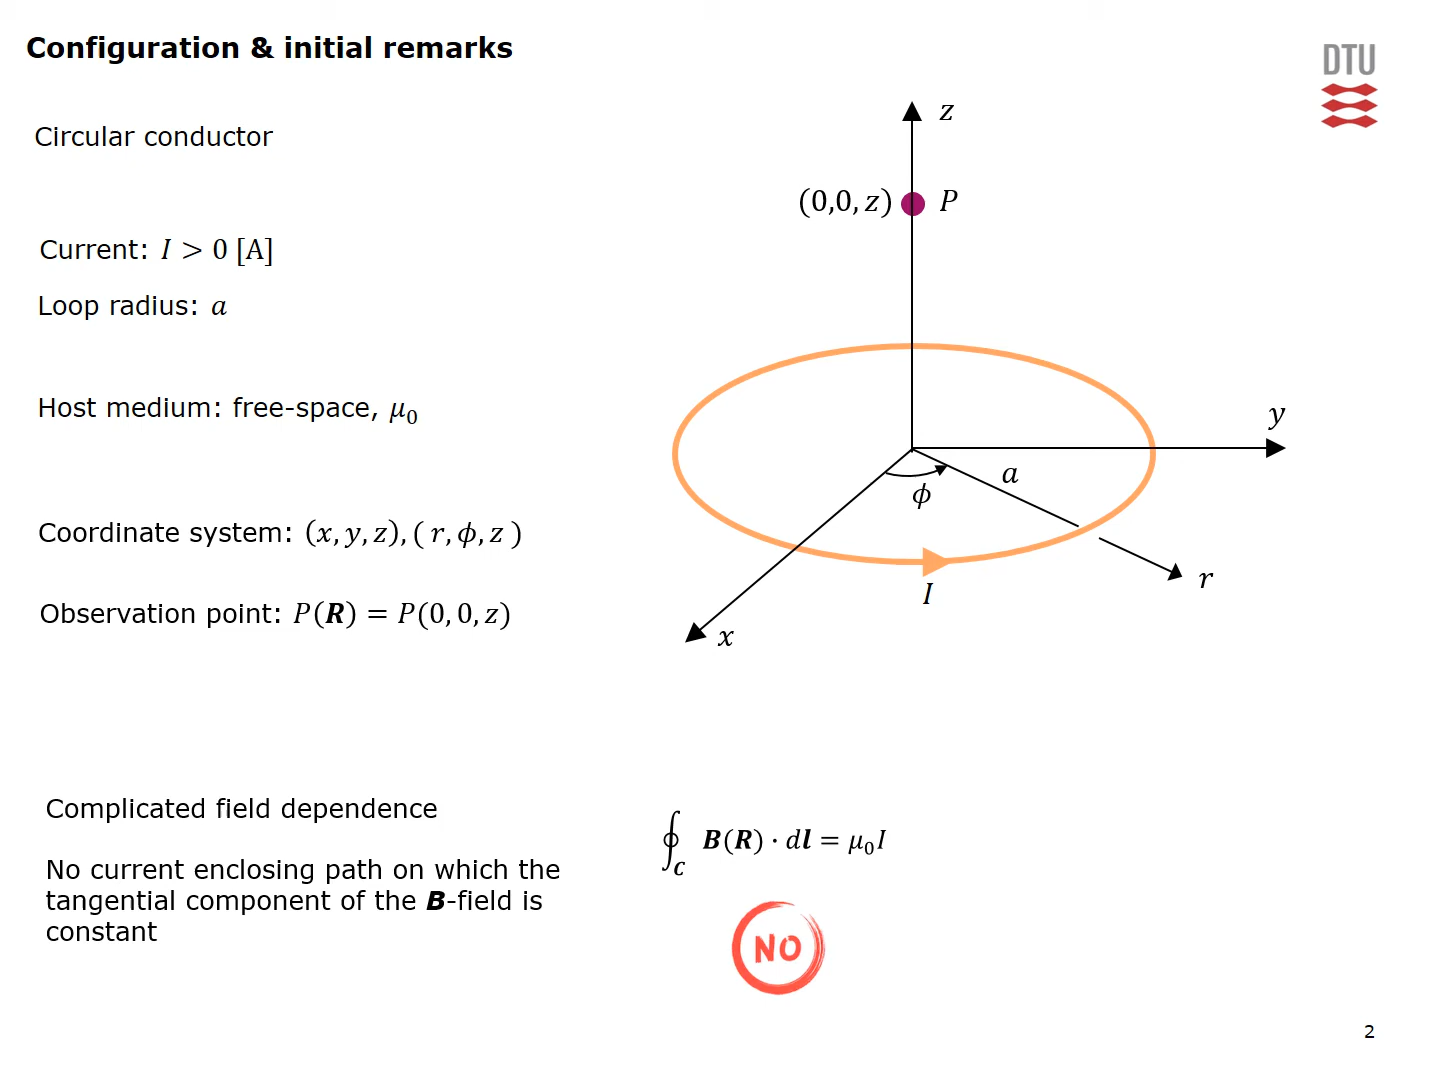 Configuration & initial remarks
DTU
Circular conductor
Current: I > 0 [A]
Loop radius: a
Host medium: free-space, μ₀
Coordinate system: (x, y, z), ( r, ϕ, z )
Observation point: P(R) = P(0, 0, z)
z
(0,0, z) P
y
a
ϕ
r
I
x
Complicated field dependence
No current enclosing path on which the
tangential component of the B-field is
constant
∮_C B(R) · dl = μ₀I
NO
2